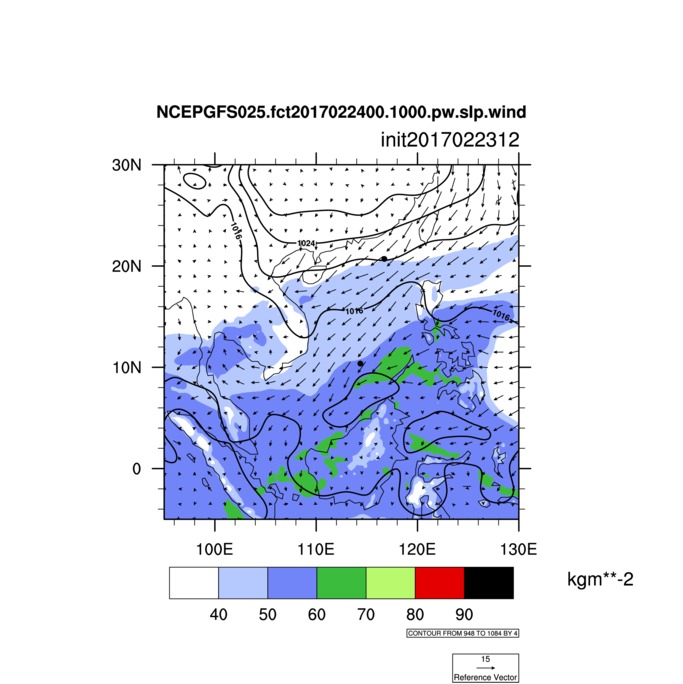 NCEPGFS025.fct2017022400.1000.pw.slp.wind
init2017022312
30N
20N
10N
0
1016
1024
1016
1016
100E 110E 120E 130E
40 50 60 70 80 90
kgm**-2
CONTOUR FROM 948 TO 1084 BY 4
15
Reference Vector